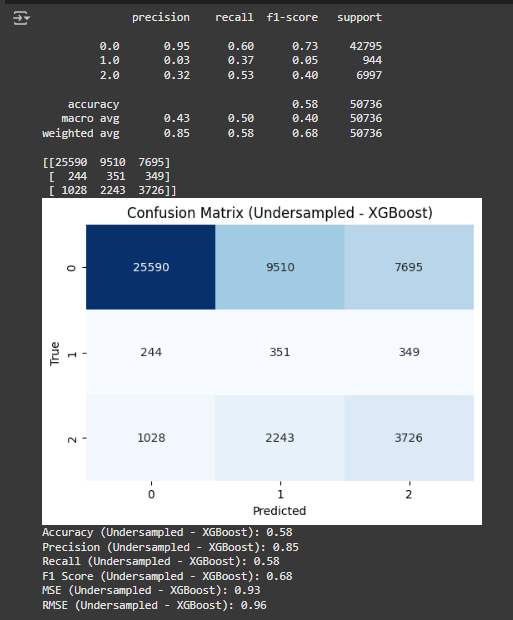 precision recall f1-score support
0.0 0.95 0.60 0.73 42795
1.0 0.03 0.37 0.05 944
2.0 0.32 0.53 0.40 6997
accuracy 0.58 50736
macro avg 0.43 0.50 0.40 50736
weighted avg 0.85 0.58 0.68 50736
[[25590 9510 7695]
[ 244 351 349]
[ 1028 2243 3726]]
Confusion Matrix (Undersampled - XGBoost)
True
0 25590 9510 7695
1 244 351 349
2 1028 2243 3726
0 1 2
Predicted
Accuracy (Undersampled - XGBoost): 0.58
Precision (Undersampled - XGBoost): 0.85
Recall (Undersampled - XGBoost): 0.58
F1 Score (Undersampled - XGBoost): 0.68
MSE (Undersampled - XGBoost): 0.93
RMSE (Undersampled - XGBoost): 0.96